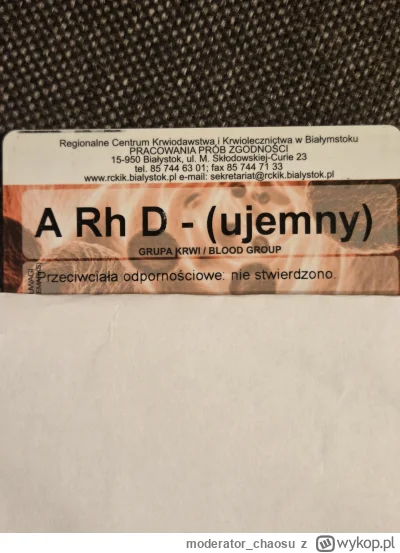 Regionalne Centrum Krwiodawstwa i Krwiolecznictwa w Białymstoku
PRACOWANIA PRÓB ZGODNOŚCI
15-950 Białystok, ul. M. Skłodowskiej-Curie 23
tel. 85 744 63 01; fax 85 744 71 33
www.rckik.bialystok.pl e-mail: sekretariat@rckik.bialystok.pl
A Rh D - (ujemny)
GRUPA KRWI / BLOOD GROUP
Przeciwciała odpornościowe: nie stwierdzono
UWAGI
moderator_chaosu z wykop.pl